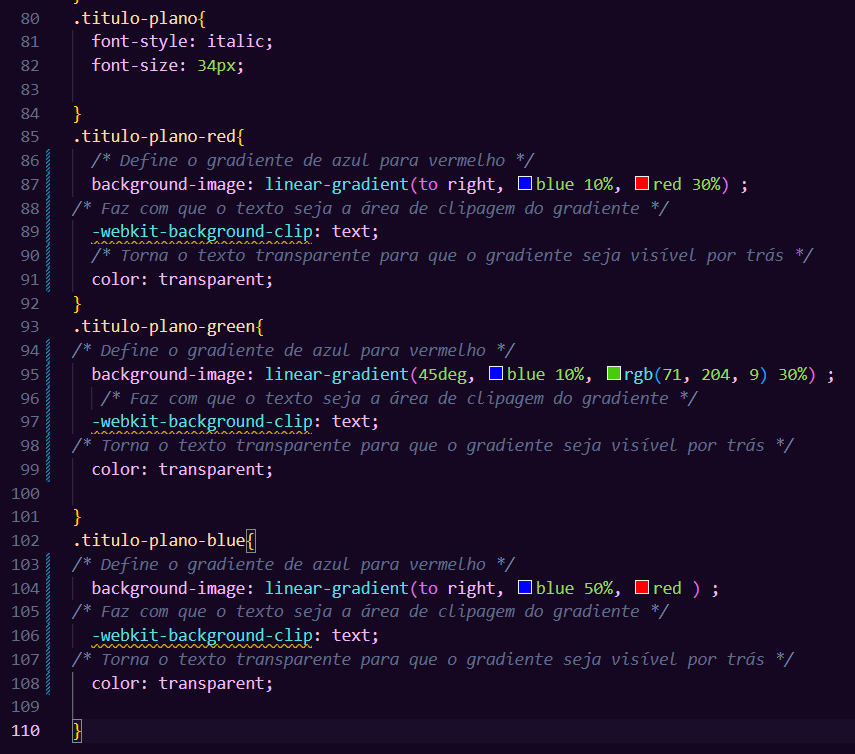 80 .titulo-plano{
81 font-style: italic;
82 font-size: 34px;
83
84 }
85 .titulo-plano-red{
86 /* Define o gradiente de azul para vermelho */
87 background-image: linear-gradient(to right, blue 10%, red 30%) ;
88 /* Faz com que o texto seja a área de clipagem do gradiente */
89 -webkit-background-clip: text;
90 /* Torna o texto transparente para que o gradiente seja visível por trás */
91 color: transparent;
92 }
93 .titulo-plano-green{
94 /* Define o gradiente de azul para vermelho */
95 background-image: linear-gradient(45deg, blue 10%, rgb(71, 204, 9) 30%) ;
96 /* Faz com que o texto seja a área de clipagem do gradiente */
97 -webkit-background-clip: text;
98 /* Torna o texto transparente para que o gradiente seja visível por trás */
99 color: transparent;
100
101 }
102 .titulo-plano-blue{
103 /* Define o gradiente de azul para vermelho */
104 background-image: linear-gradient(to right, blue 50%, red ) ;
105 /* Faz com que o texto seja a área de clipagem do gradiente */
106 -webkit-background-clip: text;
107 /* Torna o texto transparente para que o gradiente seja visível por trás */
108 color: transparent;
109
110 }